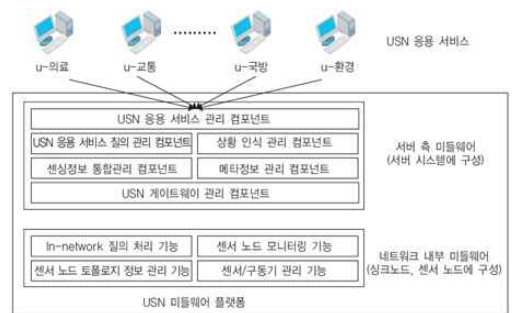 USN 응용 서비스
u-의료
u-교통
u-국방
u-환경
USN 응용 서비스 관리 컴포넌트
USN 응용 서비스 질의 관리 컴포넌트
상황 인식 관리 컴포넌트
센싱정보 통합관리 컴포넌트
메타정보 관리 컴포넌트
USN 게이트웨이 관리 컴포넌트
서버 측 미들웨어
(서버 시스템에 구성)
In-network 질의 처리 기능
센서 노드 모니터링 기능
센서 노드 토폴로지 정보 관리 기능
센서/구동기 관리 기능
네트워크 내부 미들웨어
(싱크노드, 센서 노드에 구성)
USN 미들웨어 플랫폼